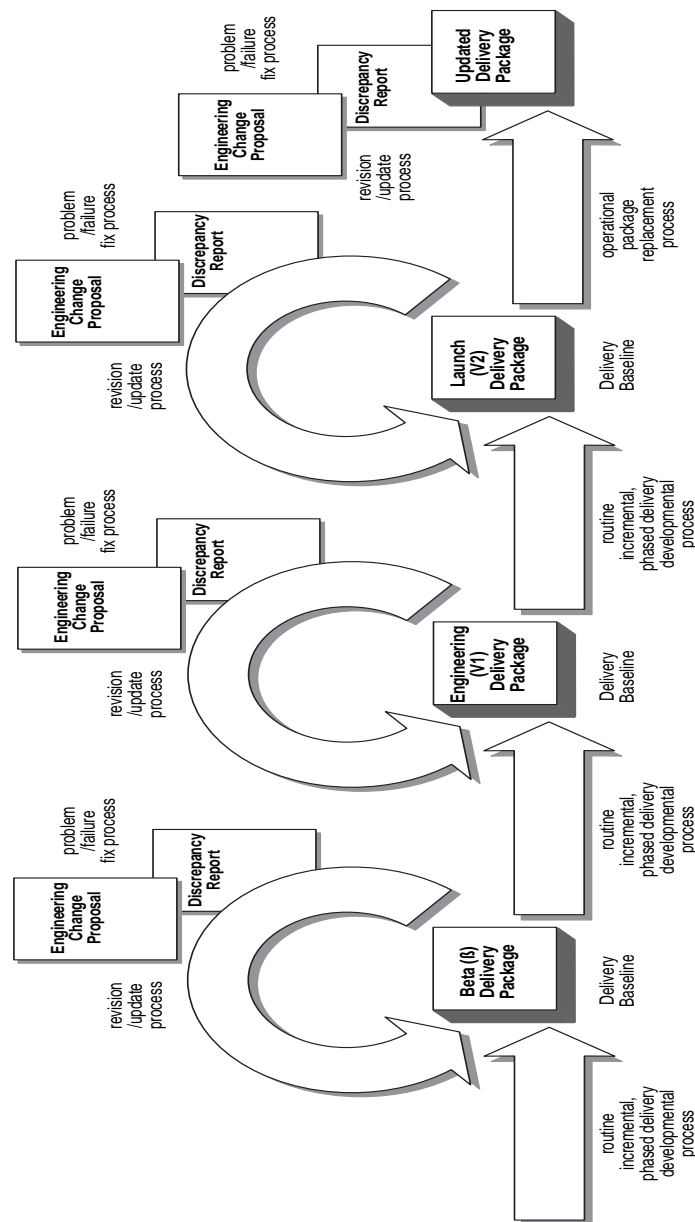 routine
incremental,
phased delivery
developmental
process
Beta (ß)
Delivery
Package
Delivery
Baseline
revision
/update
process
Engineering
Change
Proposal
Discrepancy
Report
problem
/failure
fix process
routine
incremental,
phased delivery
developmental
process
Engineering
(V1)
Delivery
Package
Delivery
Baseline
revision
/update
process
Engineering
Change
Proposal
Discrepancy
Report
problem
/failure
fix process
routine
incremental,
phased delivery
developmental
process
Launch
(V2)
Delivery
Package
Delivery
Baseline
revision
/update
process
Engineering
Change
Proposal
Discrepancy
Report
problem
/failure
fix process
operational
package
replacement
process
Updated
Delivery
Package
revision
/update
process
Engineering
Change
Proposal
Discrepancy
Report
problem
/failure
fix process